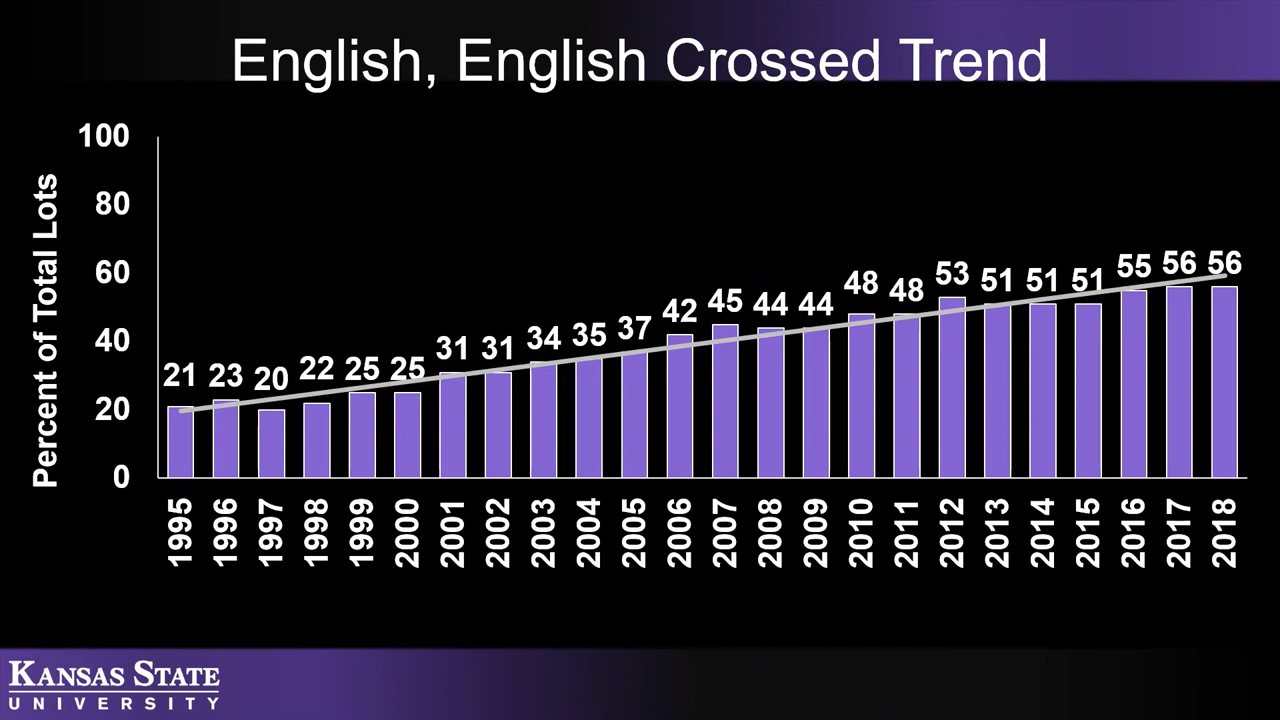 English, English Crossed Trend
Percent of Total Lots
100
80
60
40
20
0
21 23 20 22 25 25 31 31 34 35 37 42 45 44 44 48 48 53 51 51 51 55 56 56
1995 1996 1997 1998 1999 2000 2001 2002 2003 2004 2005 2006 2007 2008 2009 2010 2011 2012 2013 2014 2015 2016 2017 2018
KANSAS STATE
UNIVERSITY